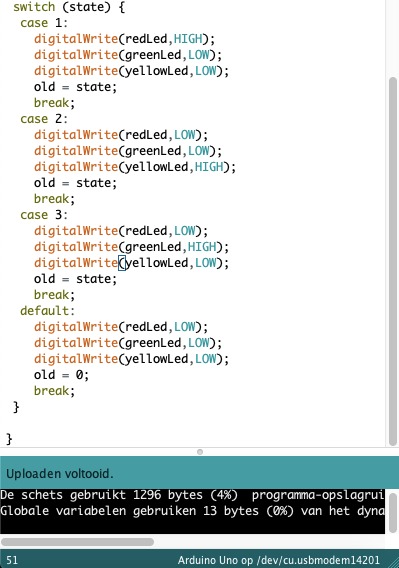 switch (state) {
case 1:
digitalWrite(redLed,HIGH);
digitalWrite(greenLed,LOW);
digitalWrite(yellowLed,LOW);
old = state;
break;
case 2:
digitalWrite(redLed,LOW);
digitalWrite(greenLed,LOW);
digitalWrite(yellowLed,HIGH);
old = state;
break;
case 3:
digitalWrite(redLed,LOW);
digitalWrite(greenLed,HIGH);
digitalWrite(yellowLed,LOW);
old = state;
break;
default:
digitalWrite(redLed,LOW);
digitalWrite(greenLed,LOW);
digitalWrite(yellowLed,LOW);
old = 0;
break;
}
}
Uploaden voltooid.
De schets gebruikt 1296 bytes (4%) programma-opslagrui
Globale variabelen gebruiken 13 bytes (0%) van het dyna
51 Arduino Uno op /dev/cu.usbmodem14201